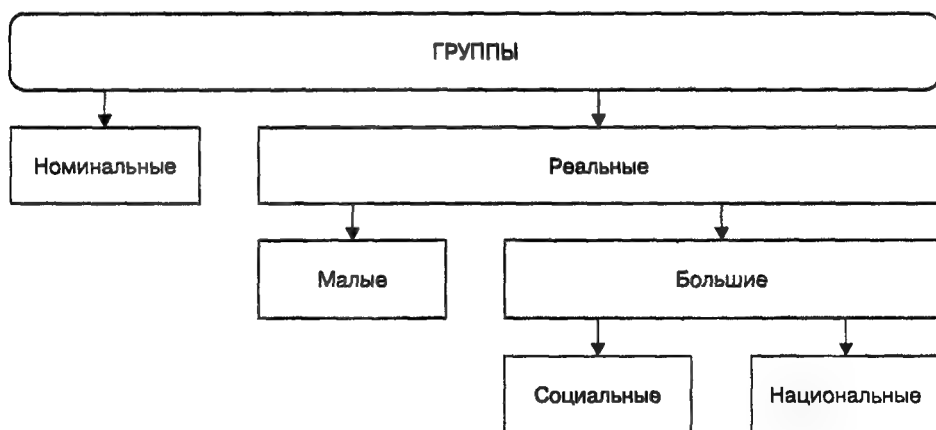 ГРУППЫ
Номинальные
Реальные
Малые
Большие
Социальные
Национальные